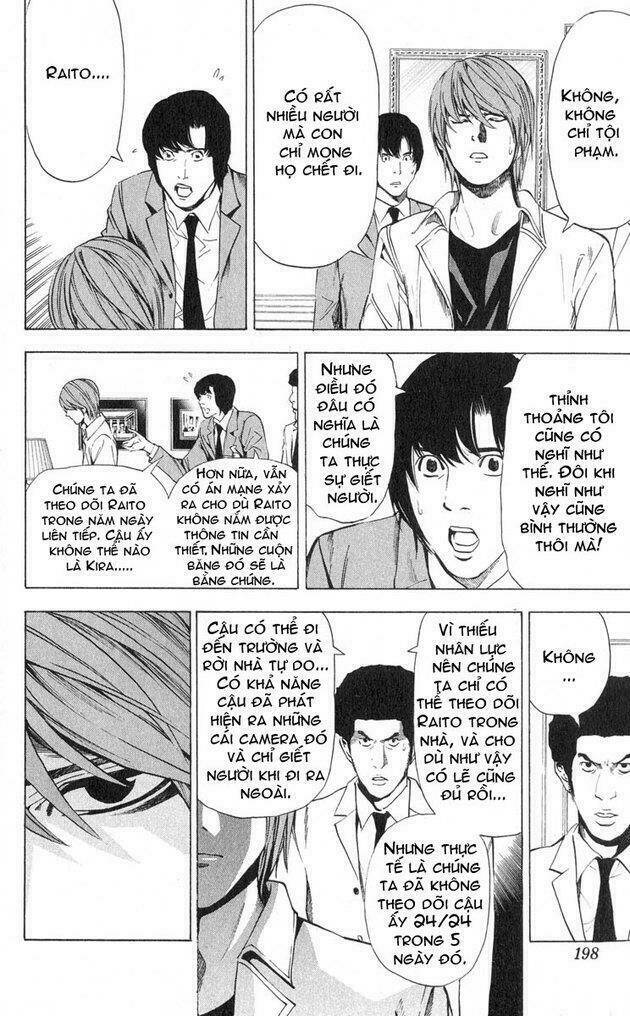 KHÔNG,
KHÔNG
CHỈ TỘI
PHẠM.
CÓ RẤT
NHIỀU NGƯỜI
MÀ CON
CHỈ MONG
HỌ CHẾT ĐI.
RAITO....
THỈNH
THOẢNG TÔI
CŨNG CÓ
NGHĨ NHƯ
THẾ. ĐÔI KHI
NGHĨ NHƯ
VẬY CŨNG
BÌNH THƯỜNG
THÔI MÀ!
NHƯNG
ĐIỀU ĐÓ
ĐÂU CÓ
NGHĨA LÀ
CHÚNG
TA THỰC
SỰ GIẾT
NGƯỜI.
HƠN NỮA, VẪN
CÓ ÁN MẠNG XẢY
RA CHO DÙ RAITO
KHÔNG NẮM ĐƯỢC
THÔNG TIN CẦN
THIẾT. NHỮNG CUỘN
BĂNG ĐÓ SẼ LÀ
BẰNG CHỨNG.
CHÚNG TA ĐÃ
THEO DÕI RAITO
TRONG NĂM NGÀY
LIÊN TIẾP. CẬU ẤY
KHÔNG THỂ NÀO
LÀ KIRA.....
KHÔNG
...
VÌ THIẾU
NHÂN LỰC
NÊN CHÚNG
TA CHỈ CÓ
THỂ THEO DÕI
RAITO TRONG
NHÀ, VÀ CHO
DÙ NHƯ VẬY
CÓ LẼ CŨNG
ĐỦ RỒI...
NHƯNG THỰC
TẾ LÀ CHÚNG
TA ĐÃ KHÔNG
THEO DÕI CẬU
ẤY 24/24
TRONG 5
NGÀY ĐÓ.
CẬU CÓ THỂ ĐI
ĐẾN TRƯỜNG VÀ
RỜI NHÀ TỰ DO...
CÓ KHẢ NĂNG
CẬU ĐÃ PHÁT
HIỆN RA NHỮNG
CÁI CAMERA ĐÓ
VÀ CHỈ GIẾT
NGƯỜI KHI ĐI RA
NGOÀI.
198